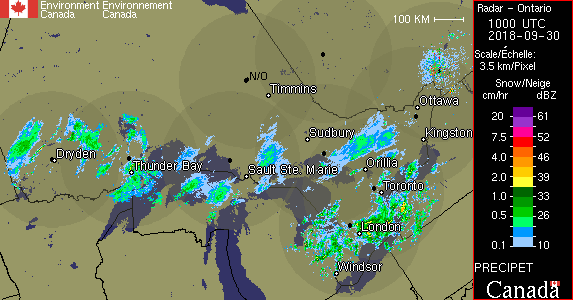 Environment Environnement
Canada Canada
100 KM
N/O
Timmins
Ottawa
Sudbury
Kingston
Dryden
Thunder Bay
Sault Ste. Marie
Orillia
Toronto
London
Windsor
Radar - Ontario
1000 UTC
2018-09-30
Scale/Échelle:
3.5 km/Pixel
Snow/Neige
cm/hr dBZ
20 61
7.5 52
4.0 46
2.0 39
1.0 33
0.5 26
0.1 10
PRECIPET
Canada